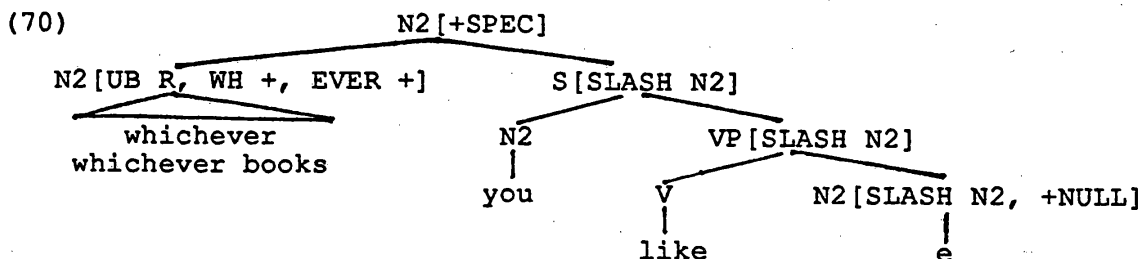 (70) N2[+SPEC]
N2[UB R, WH +, EVER +] S[SLASH N2]
whichever N2 VP[SLASH N2]
whichever books
you V N2[SLASH N2, +NULL]
like e